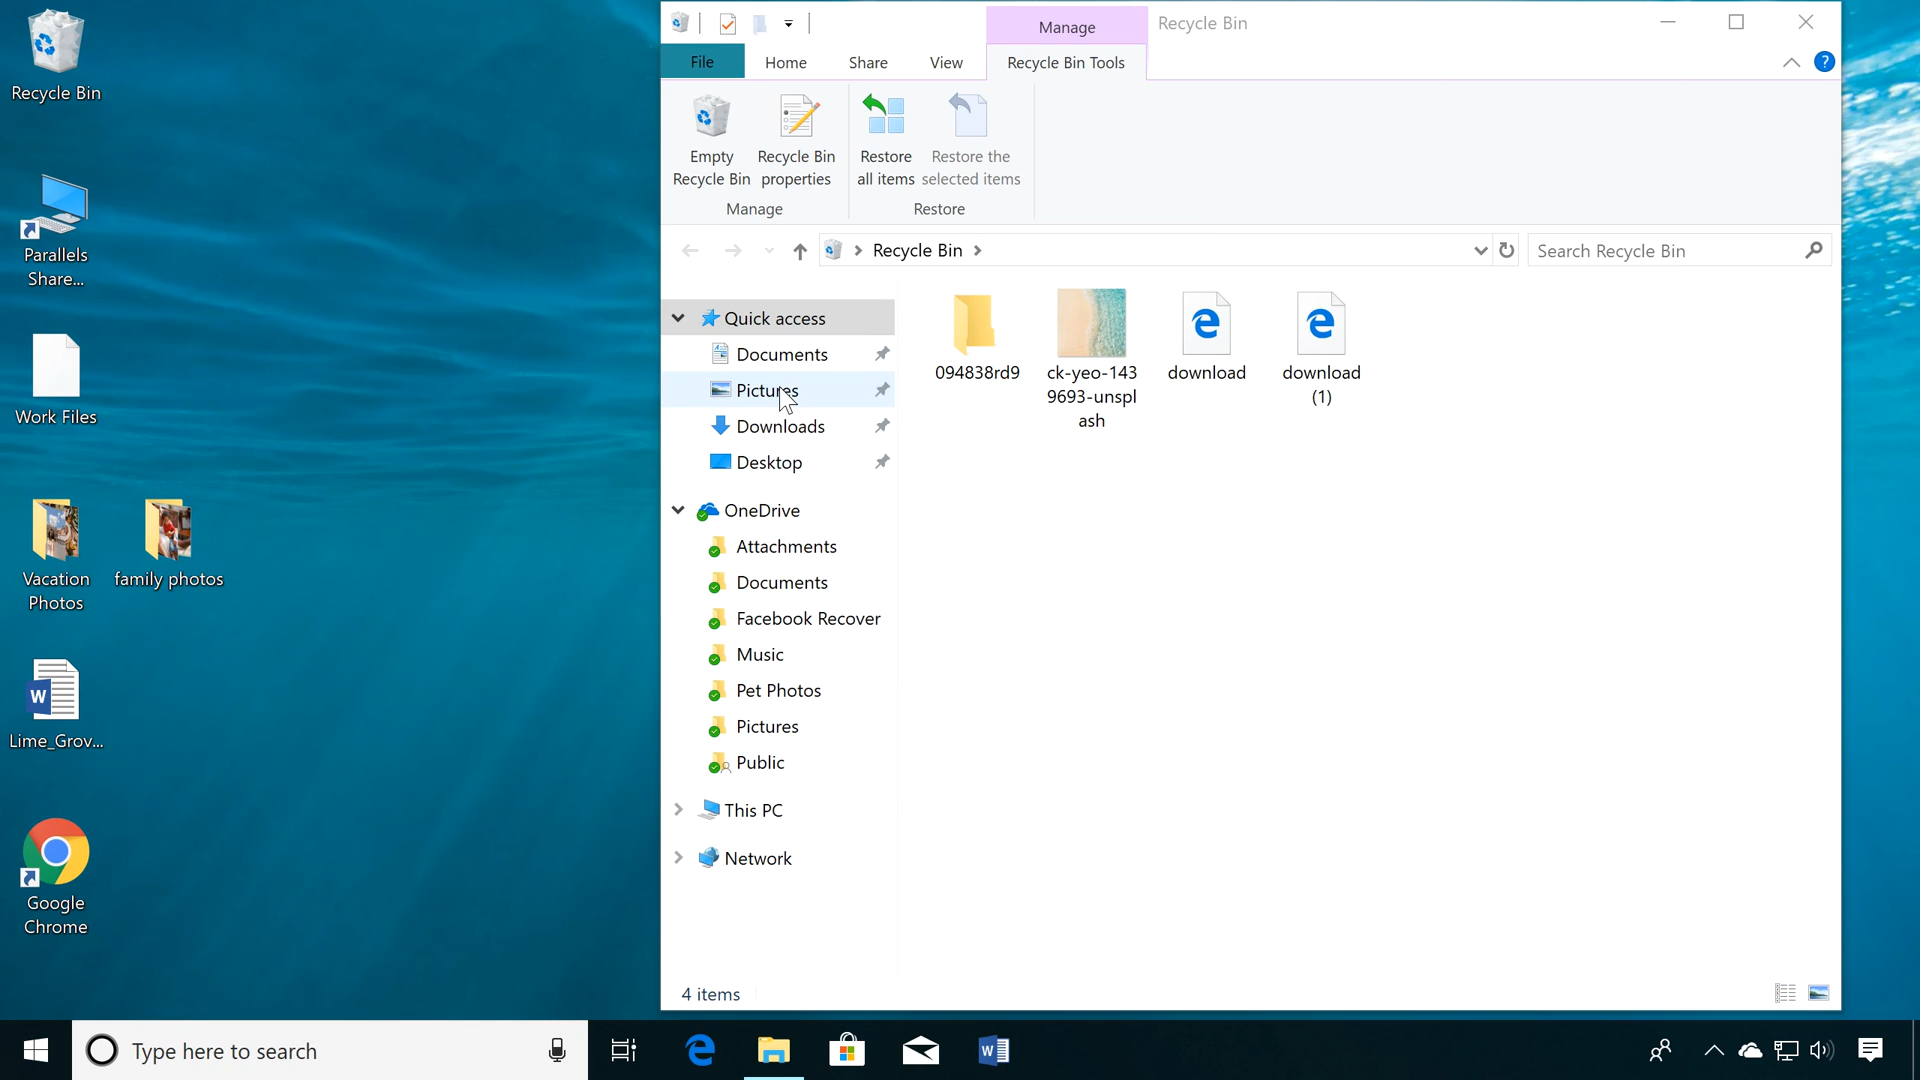 Recycle Bin
Parallels
Share...
Work Files
Vacation
Photos
family photos
Lime_Grov...
W
Google
Chrome
Manage
Recycle Bin
File
Home
Share
View
Recycle Bin Tools
?
Empty
Recycle Bin
Recycle Bin
properties
Restore
all items
Restore the
selected items
Manage
Restore
Recycle Bin
Search Recycle Bin
Quick access
Documents
Pictures
Downloads
Desktop
OneDrive
Attachments
Documents
Facebook Recover
Music
Pet Photos
Pictures
Public
This PC
Network
094838rd9
ck-yeo-143
9693-unspl
ash
download
download
(1)
4 items
Type here to search
W